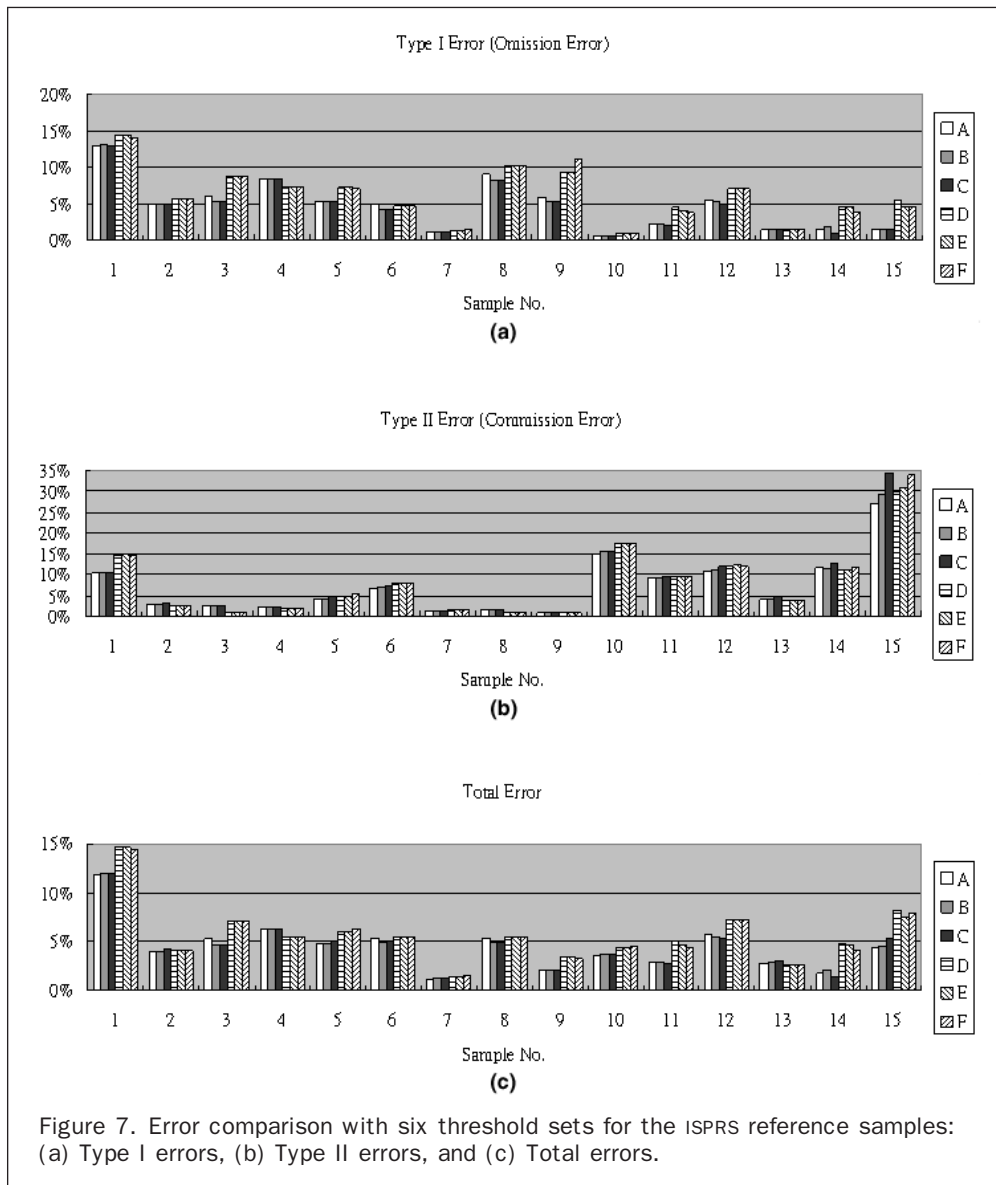 Type I Error (Omission Error)
20%
15%
10%
5%
0%
1 2 3 4 5 6 7 8 9 10 11 12 13 14 15
Sample No.
A
B
C
D
E
F
(a)
Type II Error (Commission Error)
35%
30%
25%
20%
15%
10%
5%
0%
1 2 3 4 5 6 7 8 9 10 11 12 13 14 15
Sample No.
A
B
C
D
E
F
(b)
Total Error
15%
10%
5%
0%
1 2 3 4 5 6 7 8 9 10 11 12 13 14 15
Sample No.
A
B
C
D
E
F
(c)
Figure 7. Error comparison with six threshold sets for the ISPRS reference samples:
(a) Type I errors, (b) Type II errors, and (c) Total errors.